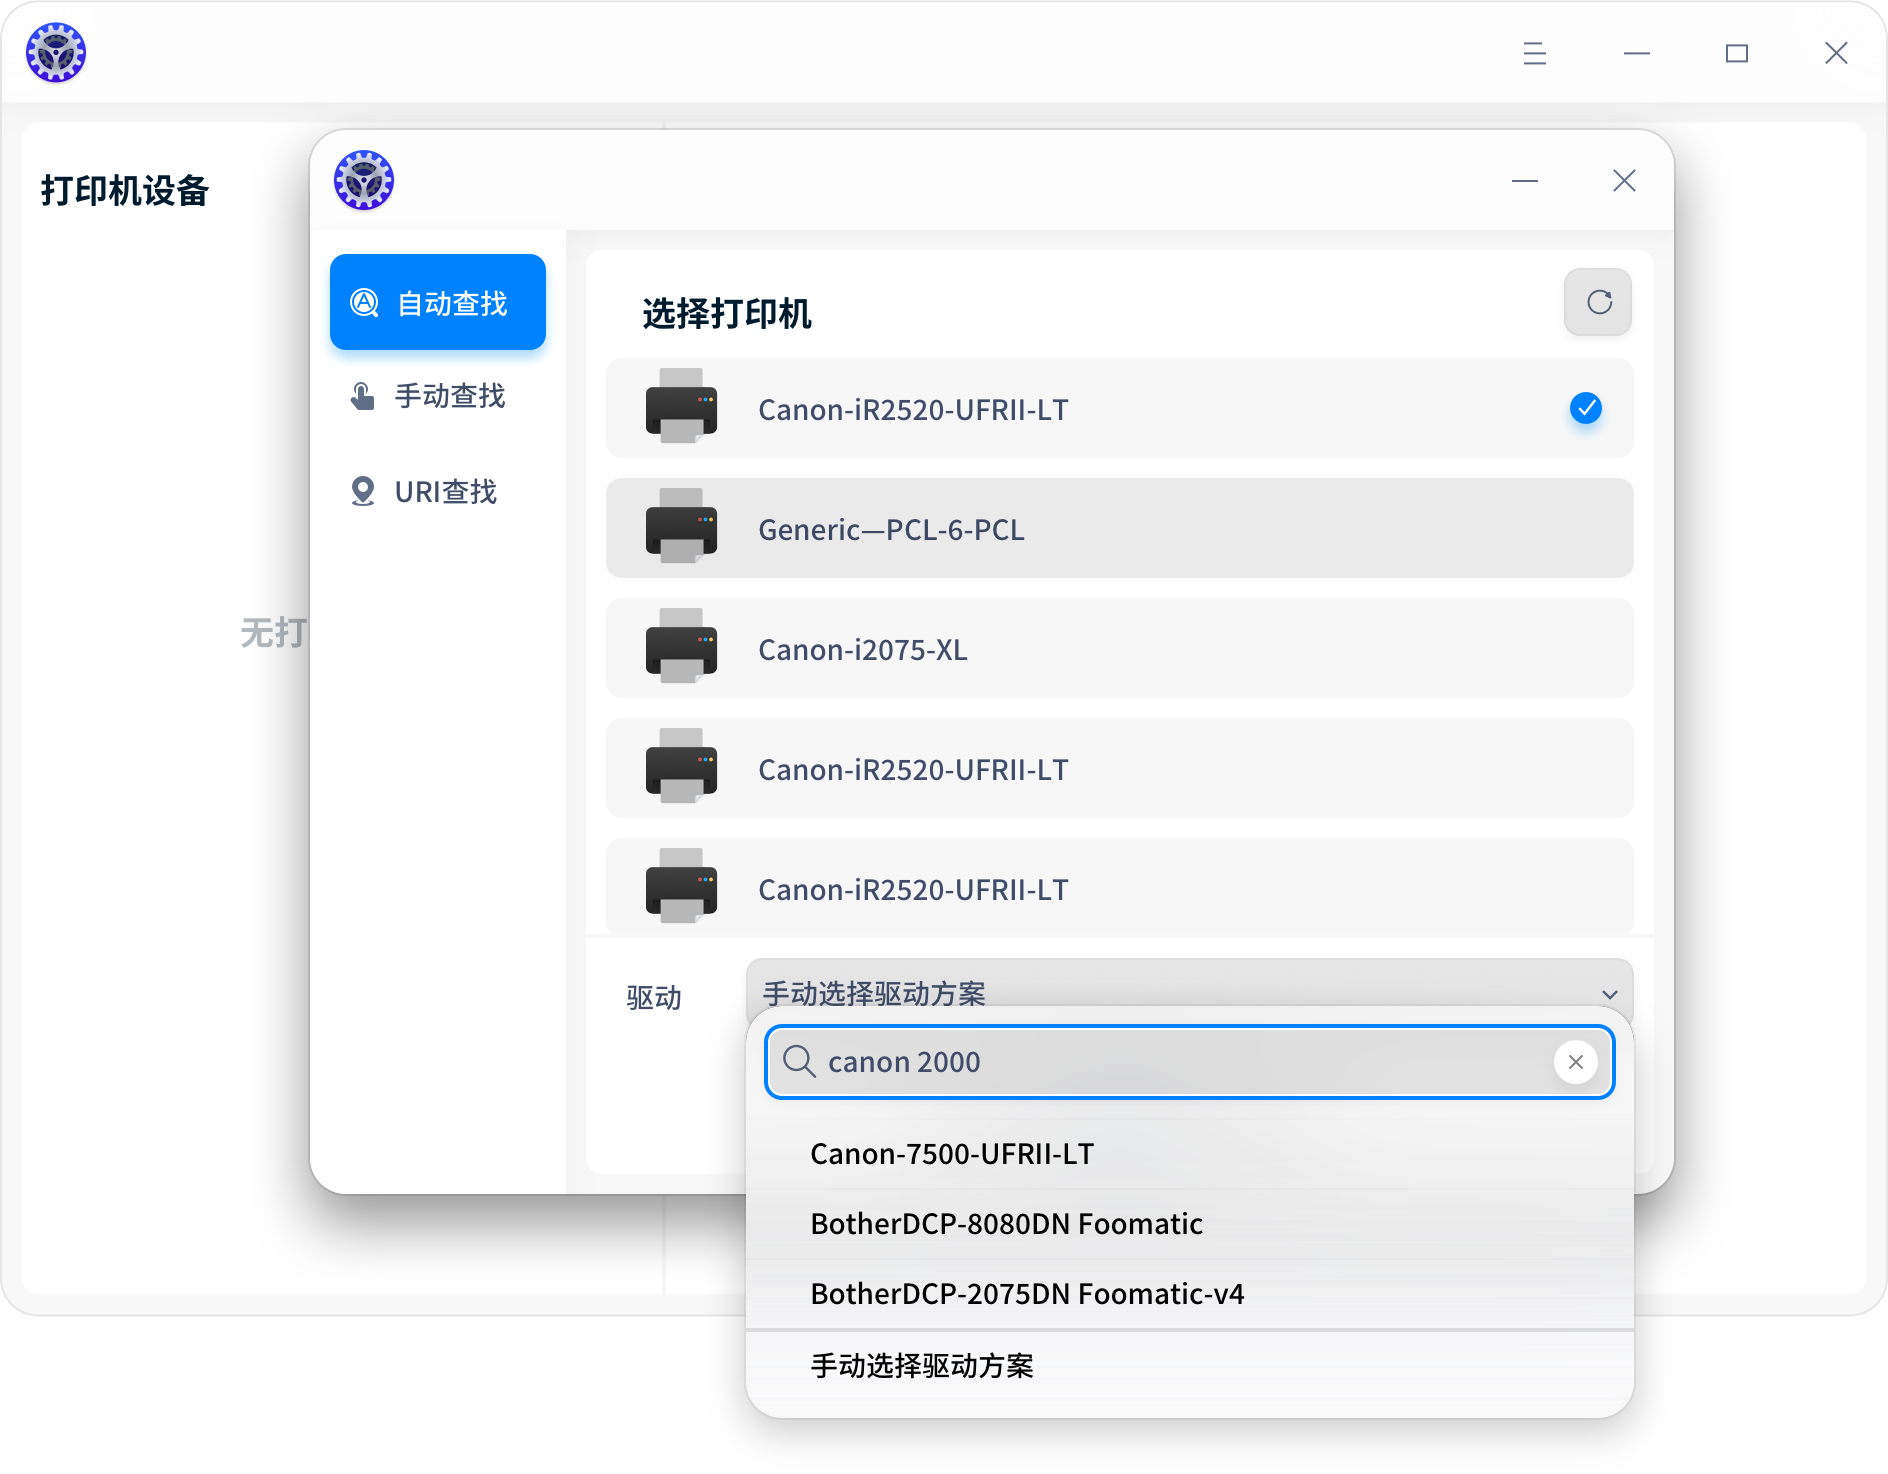 打印机设备
无打
自动查找
手动查找
URI查找
选择打印机
Canon-iR2520-UFRII-LT
Generic—PCL-6-PCL
Canon-i2075-XL
Canon-iR2520-UFRII-LT
Canon-iR2520-UFRII-LT
驱动
手动选择驱动方案
canon 2000
Canon-7500-UFRII-LT
BotherDCP-8080DN Foomatic
BotherDCP-2075DN Foomatic-v4
手动选择驱动方案